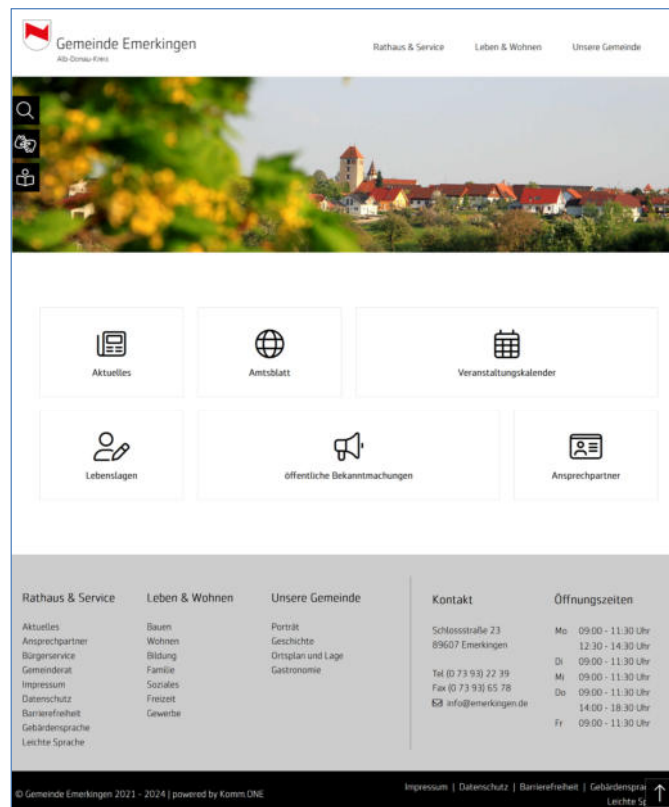 Gemeinde Emerkingen
Alb-Donau-Kreis
Rathaus & Service Leben & Wohnen Unsere Gemeinde
Aktuelles Amtsblatt Veranstaltungskalender
Lebenslagen öffentliche Bekanntmachungen Ansprechpartner
Rathaus & Service
Aktuelles
Ansprechpartner
Bürgerservice
Gemeinderat
Impressum
Datenschutz
Barrierefreiheit
Gebärdensprache
Leichte Sprache
Leben & Wohnen
Bauen
Wohnen
Bildung
Familie
Soziales
Freizeit
Gewerbe
Unsere Gemeinde
Porträt
Geschichte
Ortsplan und Lage
Gastronomie
Kontakt
Schlossstraße 23
89607 Emerkingen
Tel (0 73 93) 22 39
Fax (0 73 93) 65 78
info@emerkingen.de
Öffnungszeiten
Mo 09:00 - 11:30 Uhr
12:30 - 14:30 Uhr
Di 09:00 - 11:30 Uhr
Mi 09:00 - 11:30 Uhr
Do 09:00 - 11:30 Uhr
14:00 - 18:30 Uhr
Fr 09:00 - 11:30 Uhr
© Gemeinde Emerkingen 2021 - 2024 | powered by Komm.ONE
Impressum | Datenschutz | Barrierefreiheit | Gebärdenspra
Leichte Sp